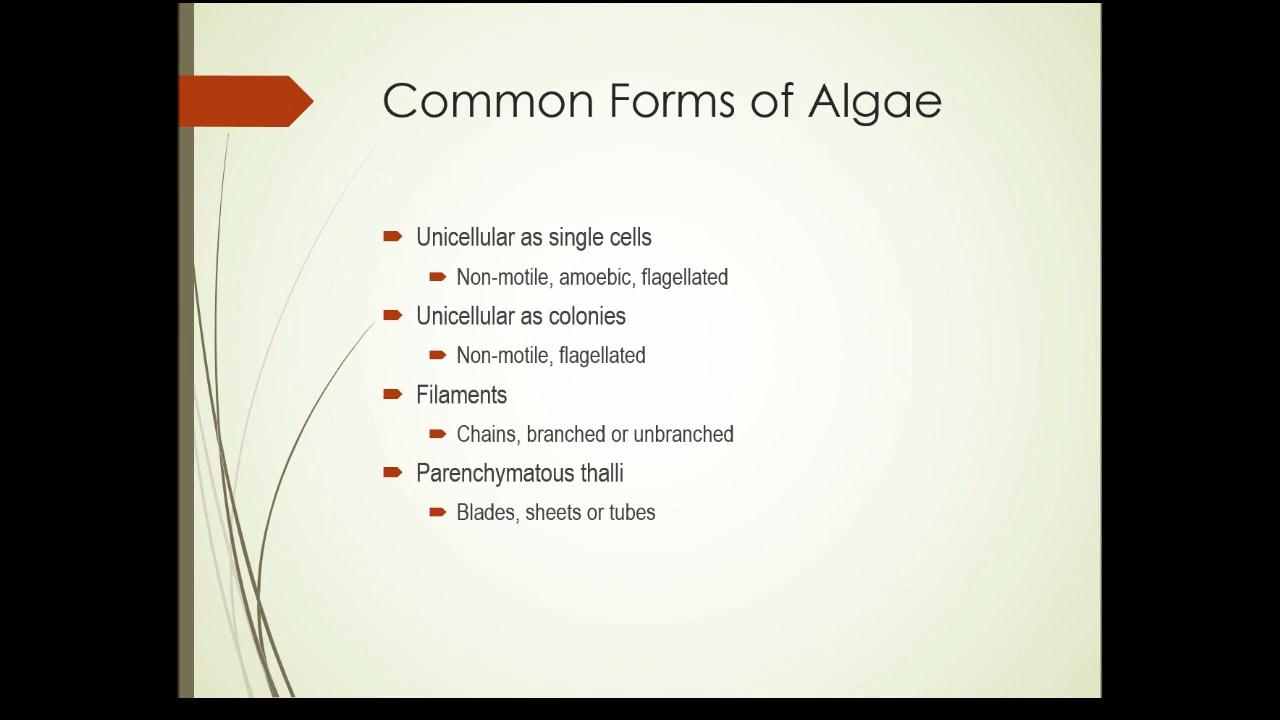 Common Forms of Algae
Unicellular as single cells
Non-motile, amoebic, flagellated
Unicellular as colonies
Non-motile, flagellated
Filaments
Chains, branched or unbranched
Parenchymatous thalli
Blades, sheets or tubes